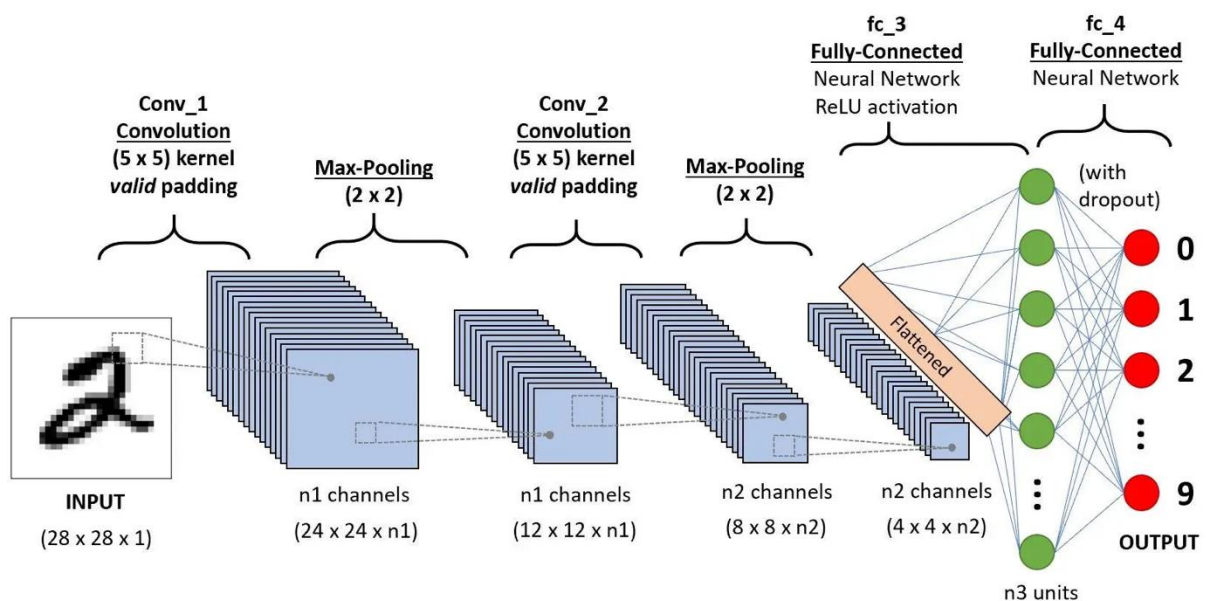 Conv_1
Convolution
(5 x 5) kernel
valid padding
Max-Pooling
(2 x 2)
Conv_2
Convolution
(5 x 5) kernel
valid padding
Max-Pooling
(2 x 2)
fc_3
Fully-Connected
Neural Network
ReLU activation
fc_4
Fully-Connected
Neural Network
(with
dropout)
Flattened
0
1
2
⋮
9
OUTPUT
2
INPUT
(28 x 28 x 1)
n1 channels
(24 x 24 x n1)
n1 channels
(12 x 12 x n1)
n2 channels
(8 x 8 x n2)
n2 channels
(4 x 4 x n2)
⋮
n3 units